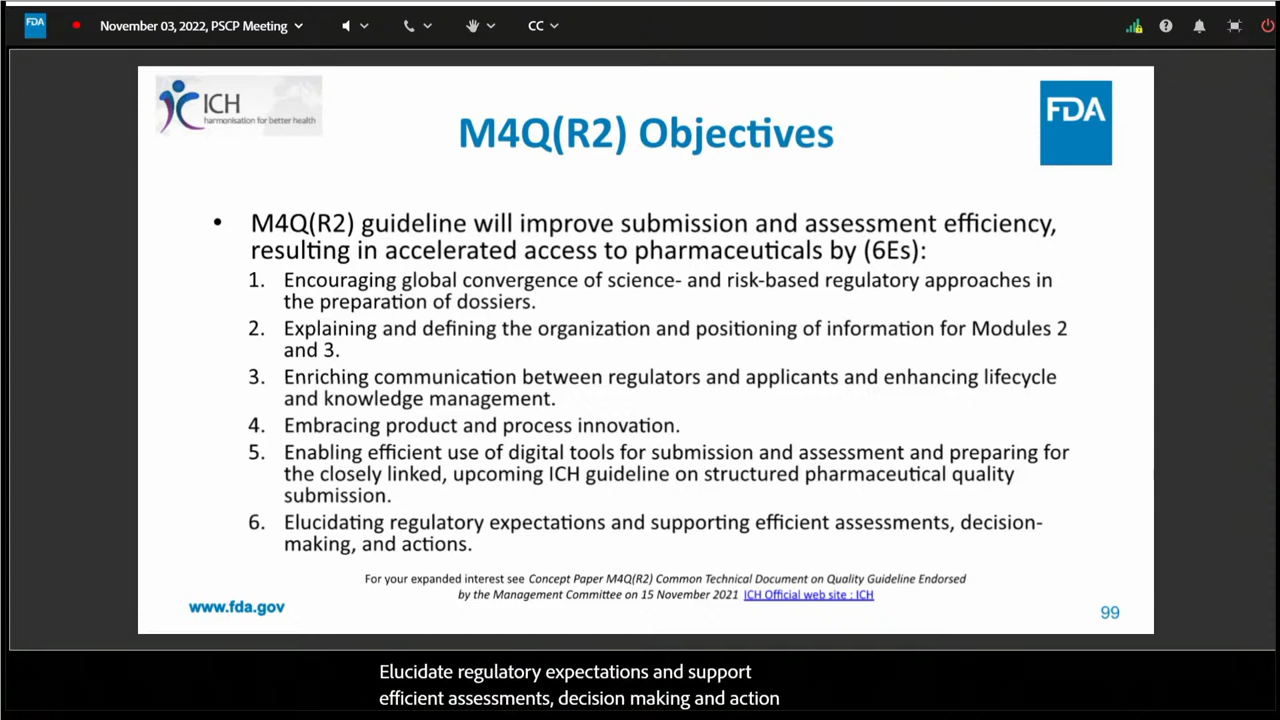 FDA
November 03, 2022, PSCP Meeting
CC
ICH
harmonisation for better health
M4Q(R2) Objectives
FDA
• M4Q(R2) guideline will improve submission and assessment efficiency,
resulting in accelerated access to pharmaceuticals by (6Es):
1. Encouraging global convergence of science- and risk-based regulatory approaches in
the preparation of dossiers.
2. Explaining and defining the organization and positioning of information for Modules 2
and 3.
3. Enriching communication between regulators and applicants and enhancing lifecycle
and knowledge management.
4. Embracing product and process innovation.
5. Enabling efficient use of digital tools for submission and assessment and preparing for
the closely linked, upcoming ICH guideline on structured pharmaceutical quality
submission.
6. Elucidating regulatory expectations and supporting efficient assessments, decision-
making, and actions.
For your expanded interest see Concept Paper M4Q(R2) Common Technical Document on Quality Guideline Endorsed
by the Management Committee on 15 November 2021 ICH Official web site : ICH
www.fda.gov
99
Elucidate regulatory expectations and support
efficient assessments, decision making and action